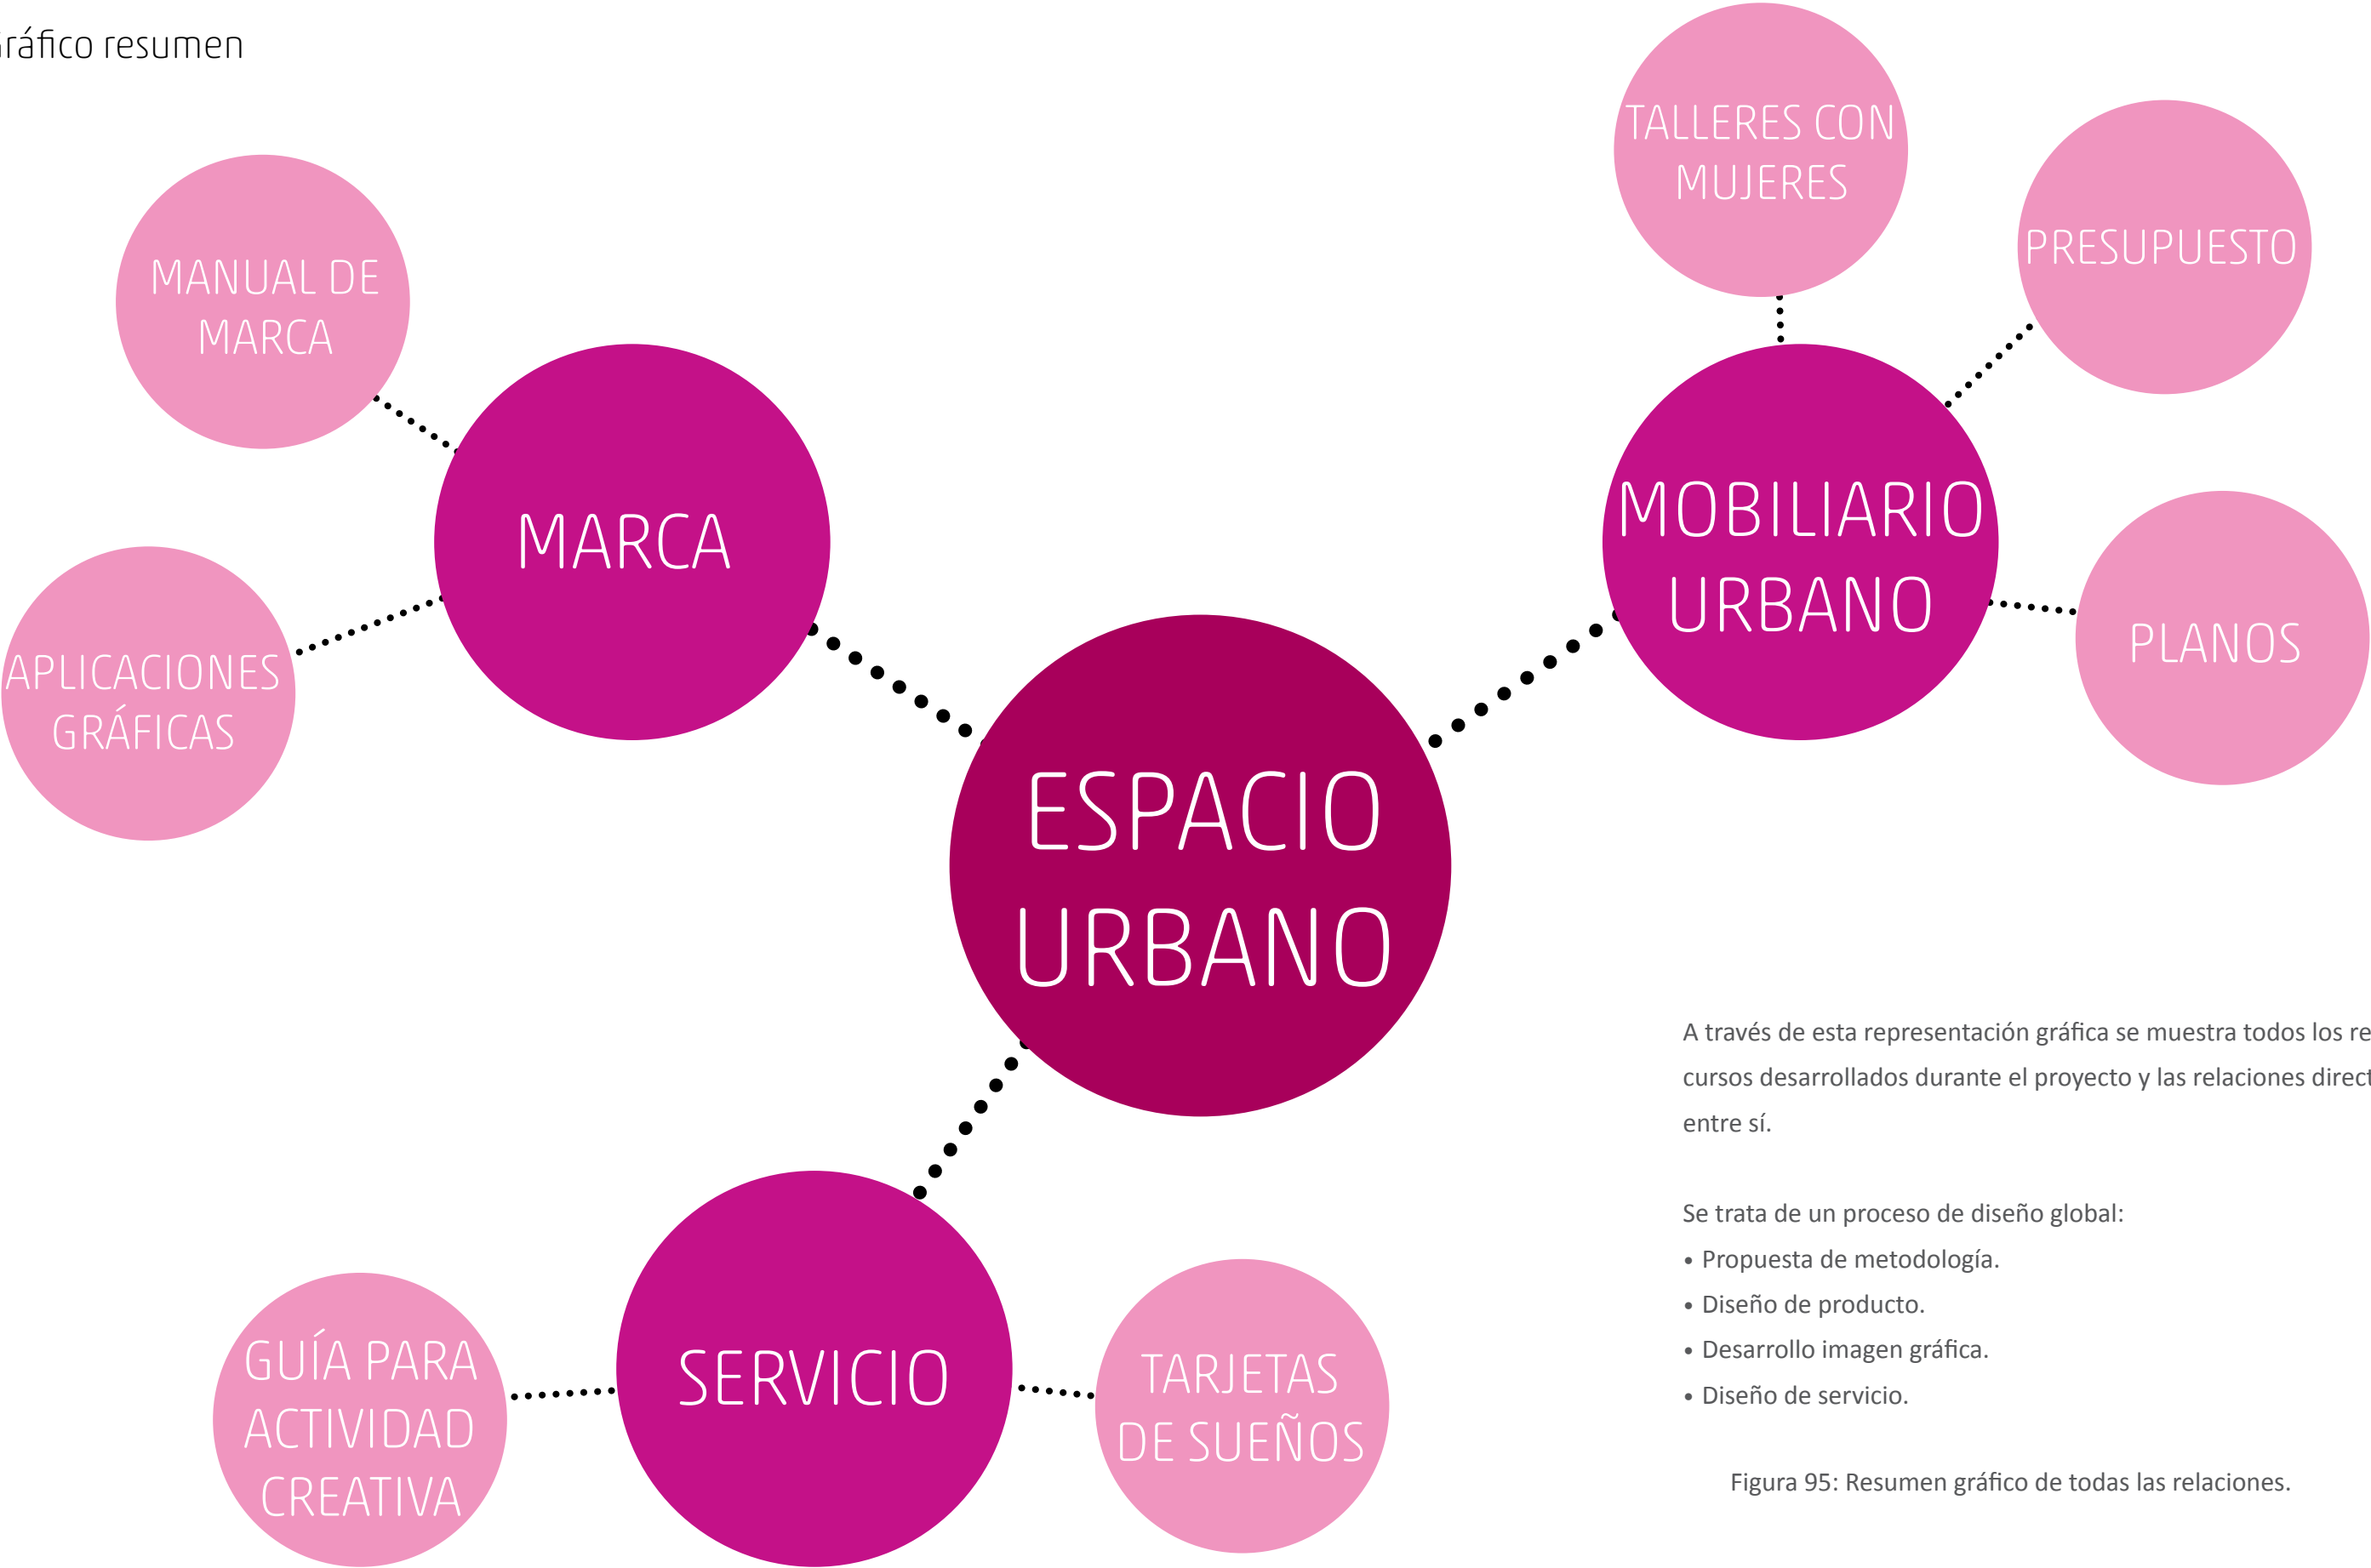 Gráfico resumen
TALLERES CON
MUJERES
PRESUPUESTO
MANUAL DE
MARCA
MARCA
MOBILIARIO
URBANO
APLICACIONES
GRÁFICAS
PLANOS
ESPACIO
URBANO
A través de esta representación gráfica se muestra todos los re
cursos desarrollados durante el proyecto y las relaciones direct
entre sí.
Se trata de un proceso de diseño global:
• Propuesta de metodología.
• Diseño de producto.
• Desarrollo imagen gráfica.
• Diseño de servicio.
SERVICIO
GUÍA PARA
ACTIVIDAD
CREATIVA
TARJETAS
DE SUEÑOS
Figura 95: Resumen gráfico de todas las relaciones.